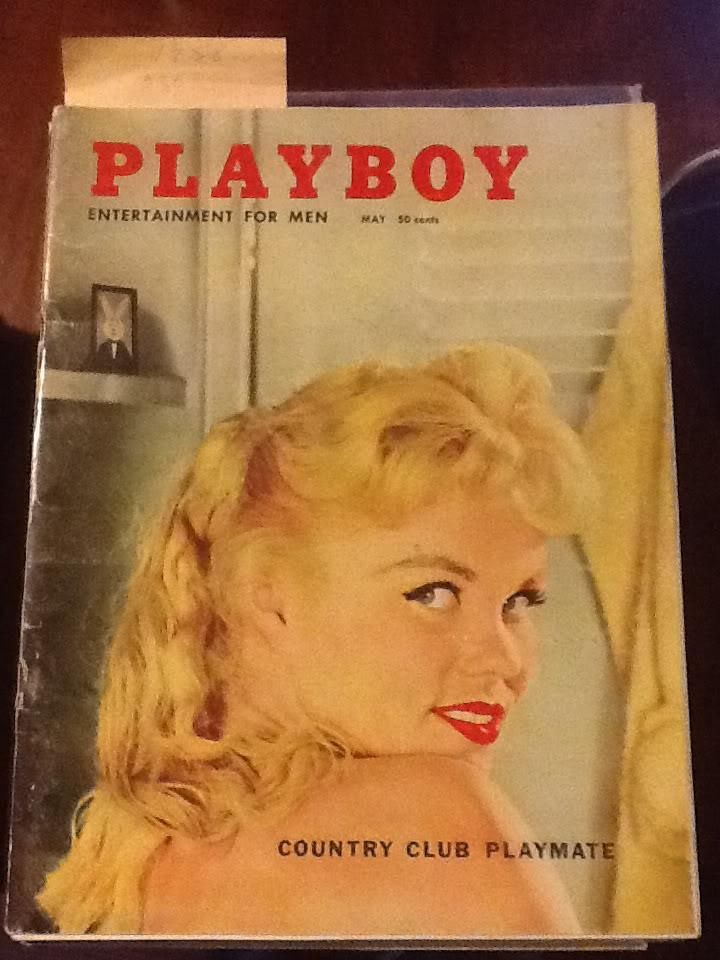 PLAYBOY
ENTERTAINMENT FOR MEN MAY 50 cents
COUNTRY CLUB PLAYMATE